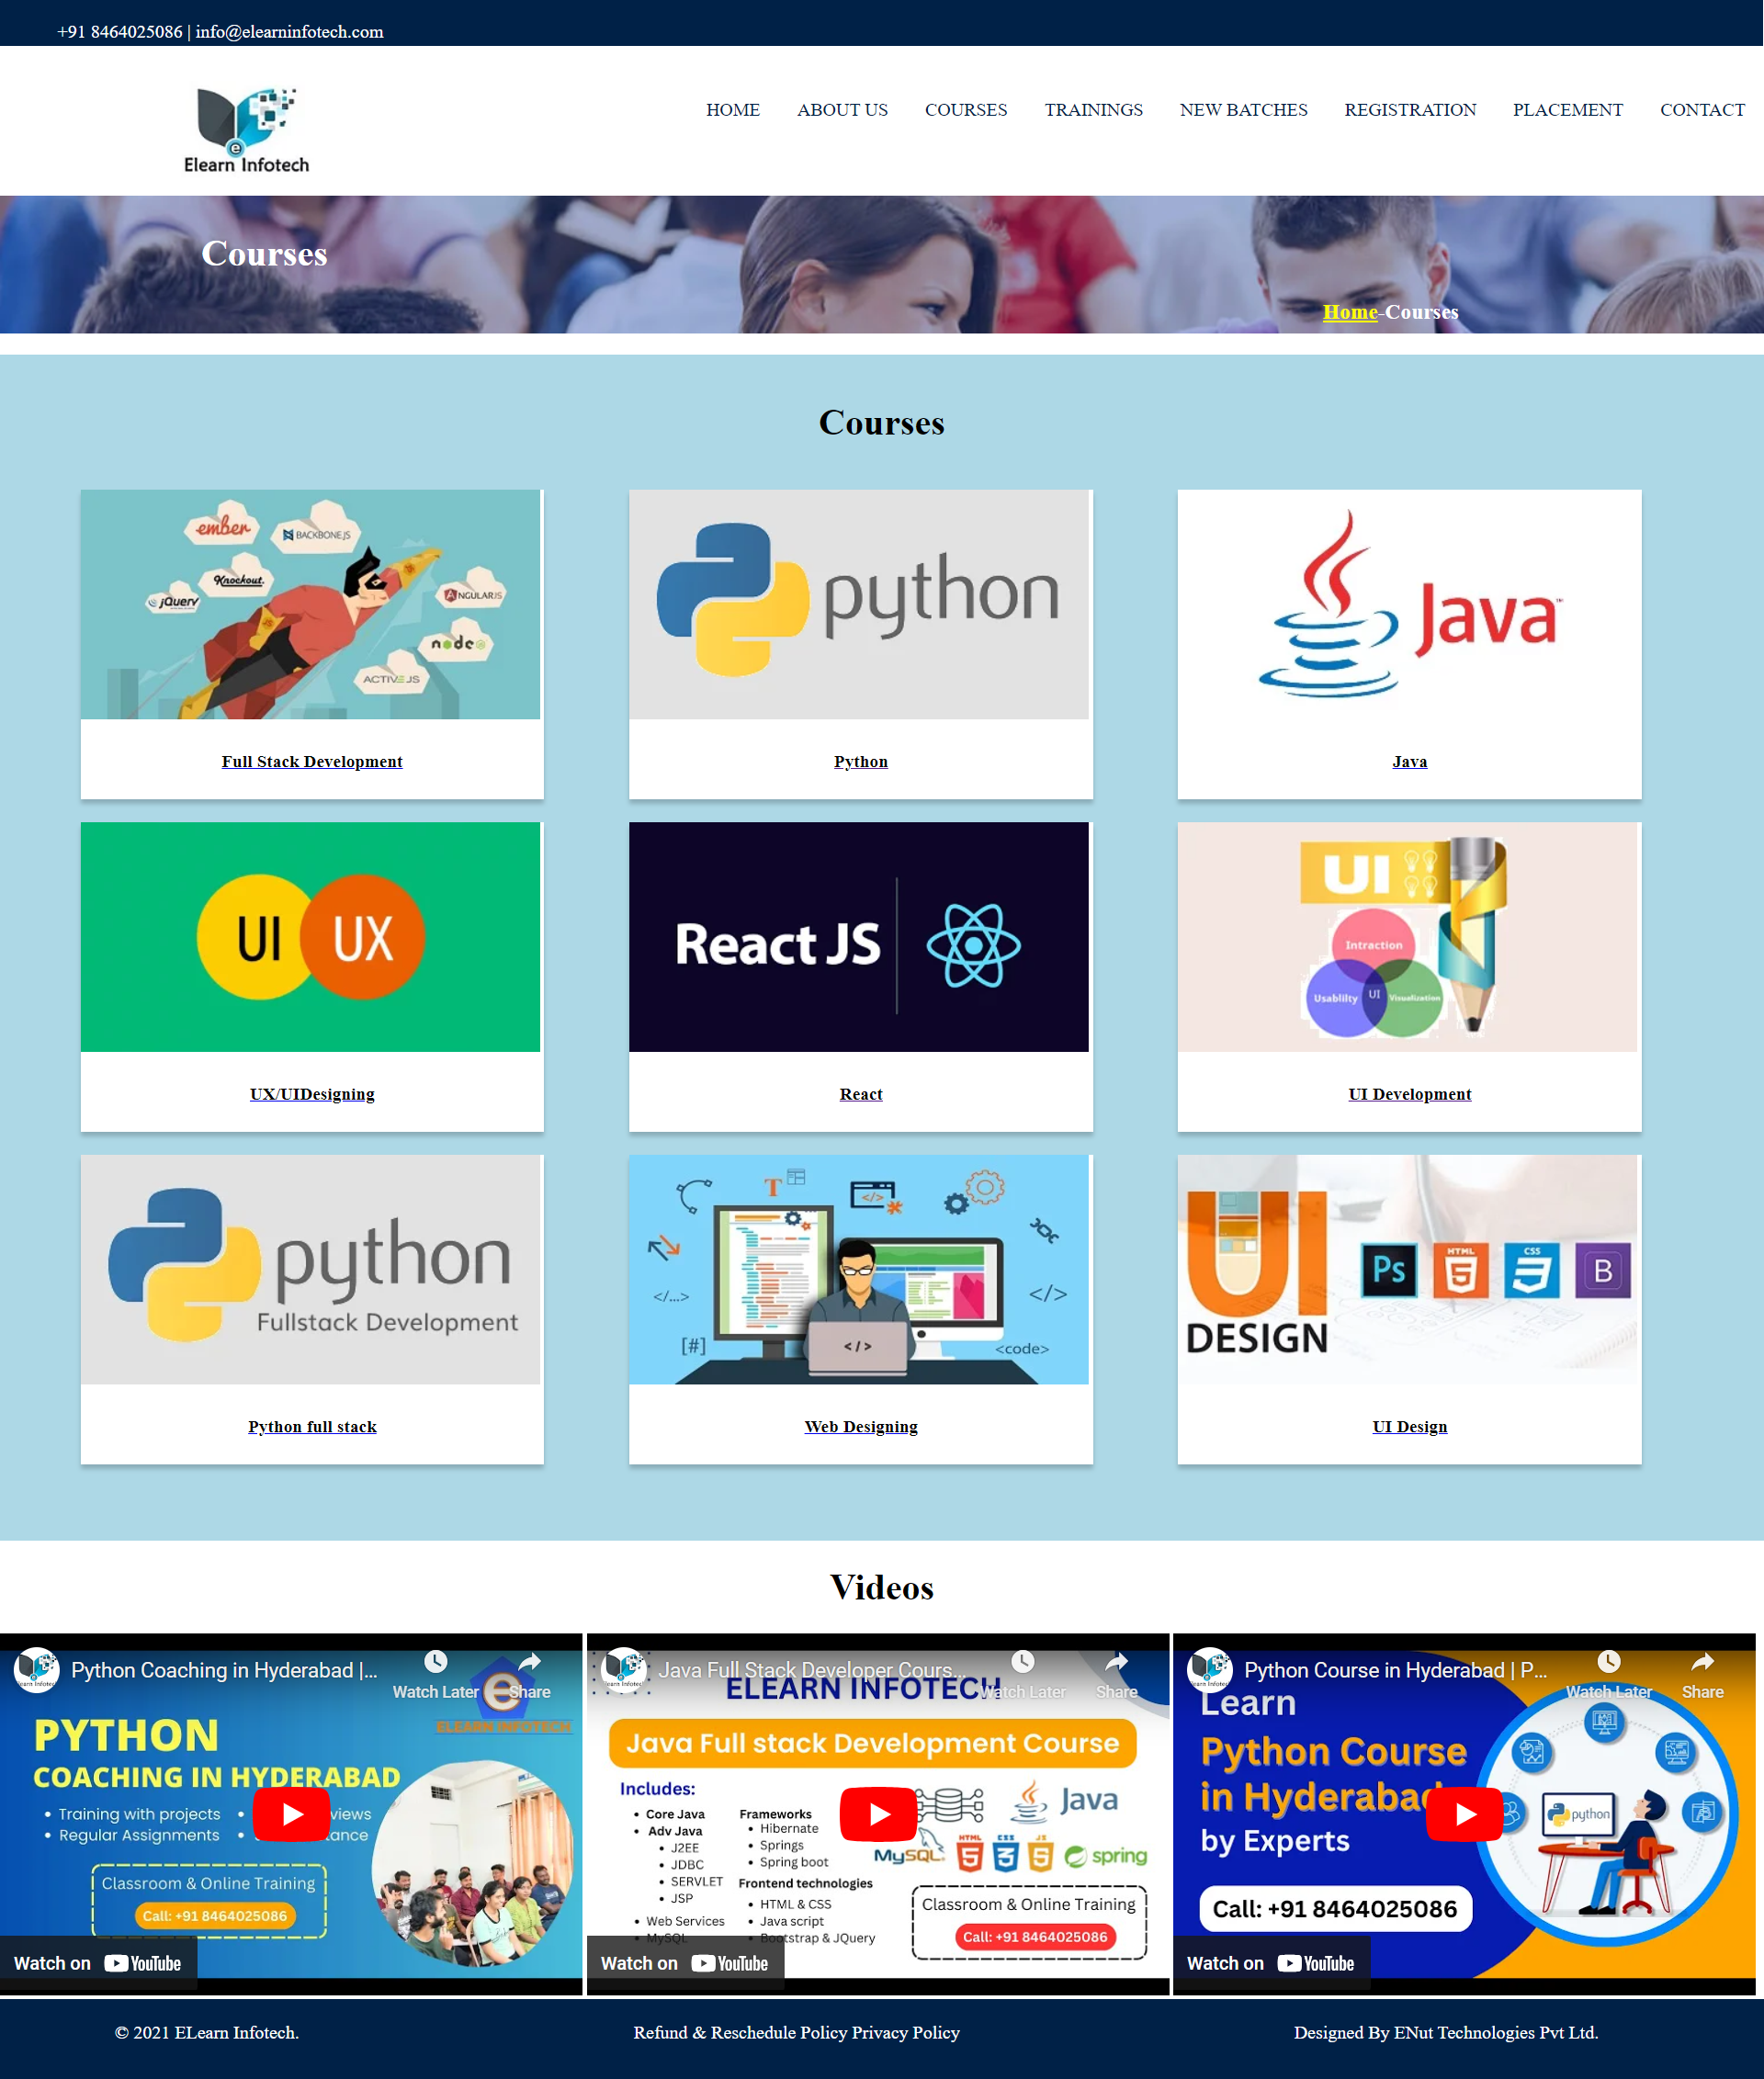 +91 8464025086 | info@elearninfotech.com
e
Elearn Infotech
HOME ABOUT US COURSES TRAININGS NEW BATCHES REGISTRATION PLACEMENT CONTACT
Courses
Home-Courses
Courses
ember
BACKBONE.JS
Knockout.
jQuery
ANGULARJS
node
ACTIVEJS
Full Stack Development
python
Python
Java
Java
UI UX
UX/UIDesigning
React JS
React
UI
Intraction
Usablilty UI Visualization
UI Development
python
Fullstack Development
Python full stack
T
</>
</...>
</>
[#]
</>
<code>
Web Designing
UI
DESIGN
Ps
HTML
5
CSS
3
B
UI Design
Videos
Python Coaching in Hyderabad |...
Watch Later Share
ELEARN INFOTECH
PYTHON
COACHING IN HYDERABAD
• Training with projects •
• Regular Assignments •
Classroom & Online Training
Call: +91 8464025086
Watch on YouTube
Java Full Stack Developer Cours...
Watch Later Share
ELEARN INFOTECH
Java Full stack Development Course
Includes:
• Core Java
• Adv Java
• J2EE
• JDBC
• SERVLET
• JSP
• Web Services
• MySQL
Frameworks
• Hibernate
• Springs
• Spring boot
Frontend technologies
• HTML & CSS
• Java script
• Bootstrap & JQuery
Java
MySQL
HTML
5
CSS
3
JS
5
spring
Classroom & Online Training
Call: +91 8464025086
Watch on YouTube
Python Course in Hyderabad | P...
Watch Later Share
Learn
Python Course
in Hyderabad
by Experts
python
Call: +91 8464025086
Watch on YouTube
© 2021 ELearn Infotech.
Refund & Reschedule Policy Privacy Policy
Designed By ENut Technologies Pvt Ltd.